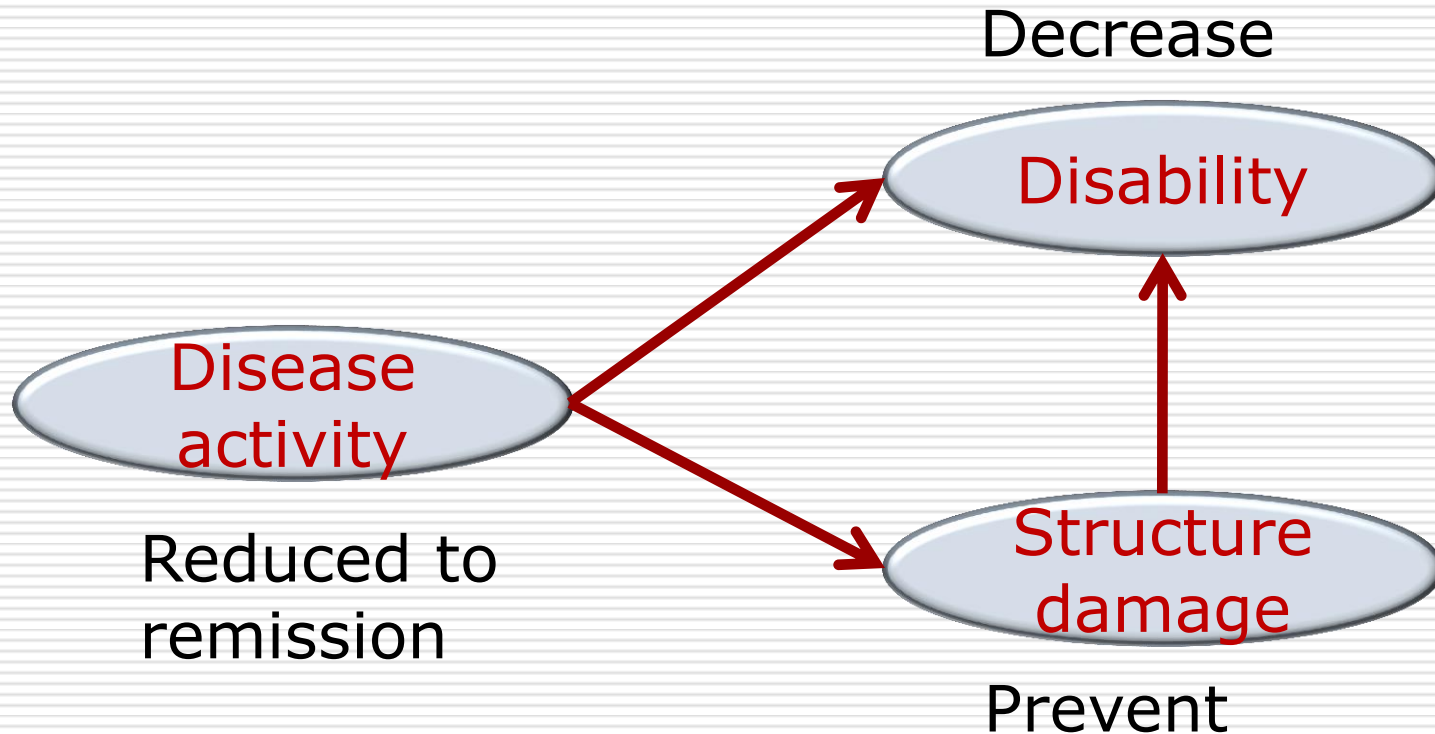 Decrease
Disability
Disease
activity
Reduced to
remission
Structure
damage
Prevent